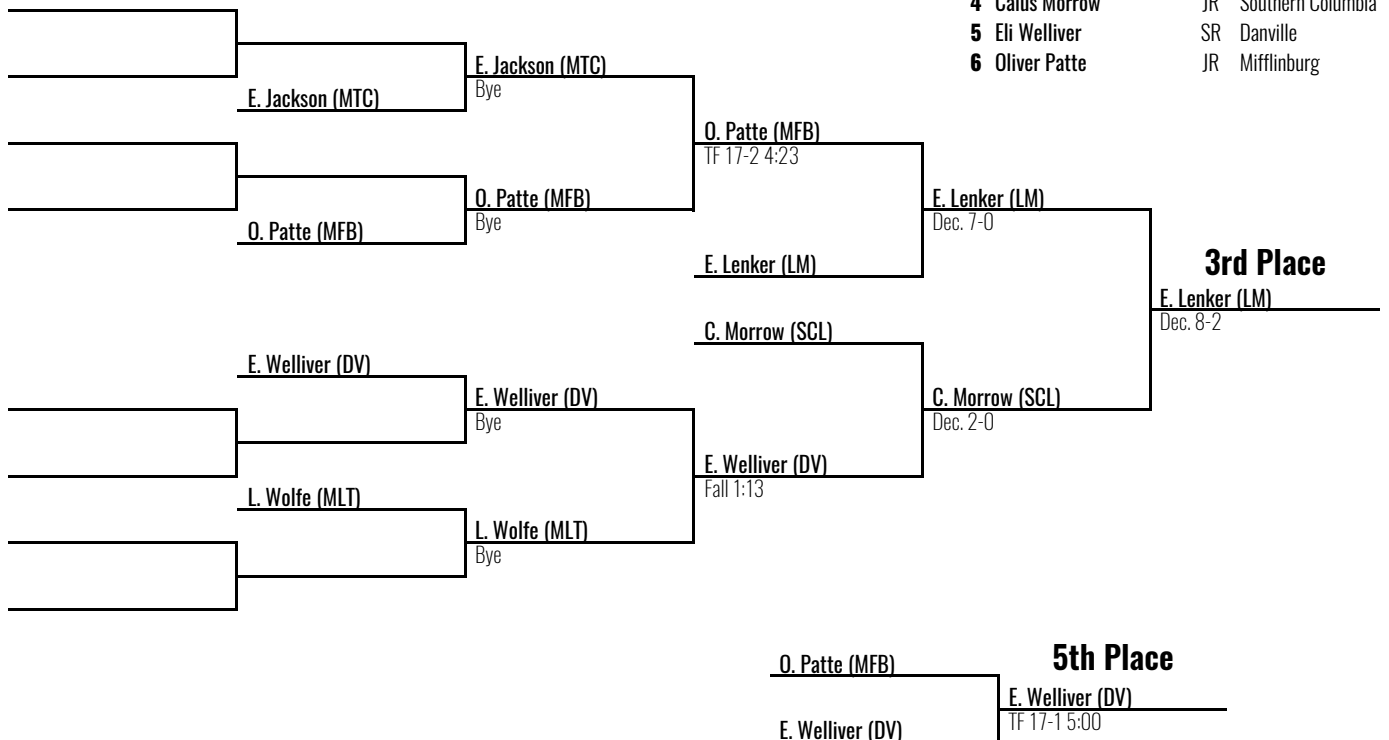 4 Caius Morrow JR Southern Columbia
5 Eli Welliver SR Danville
6 Oliver Patte JR Mifflinburg
E. Jackson (MTC)
E. Jackson (MTC)
Bye
O. Patte (MFB)
TF 17-2 4:23
O. Patte (MFB)
O. Patte (MFB)
Bye
E. Lenker (LM)
Dec. 7-0
E. Lenker (LM)
3rd Place
E. Lenker (LM)
Dec. 8-2
C. Morrow (SCL)
E. Welliver (DV)
E. Welliver (DV)
Bye
C. Morrow (SCL)
Dec. 2-0
E. Welliver (DV)
Fall 1:13
L. Wolfe (MLT)
L. Wolfe (MLT)
Bye
5th Place
O. Patte (MFB)
E. Welliver (DV)
TF 17-1 5:00
E. Welliver (DV)